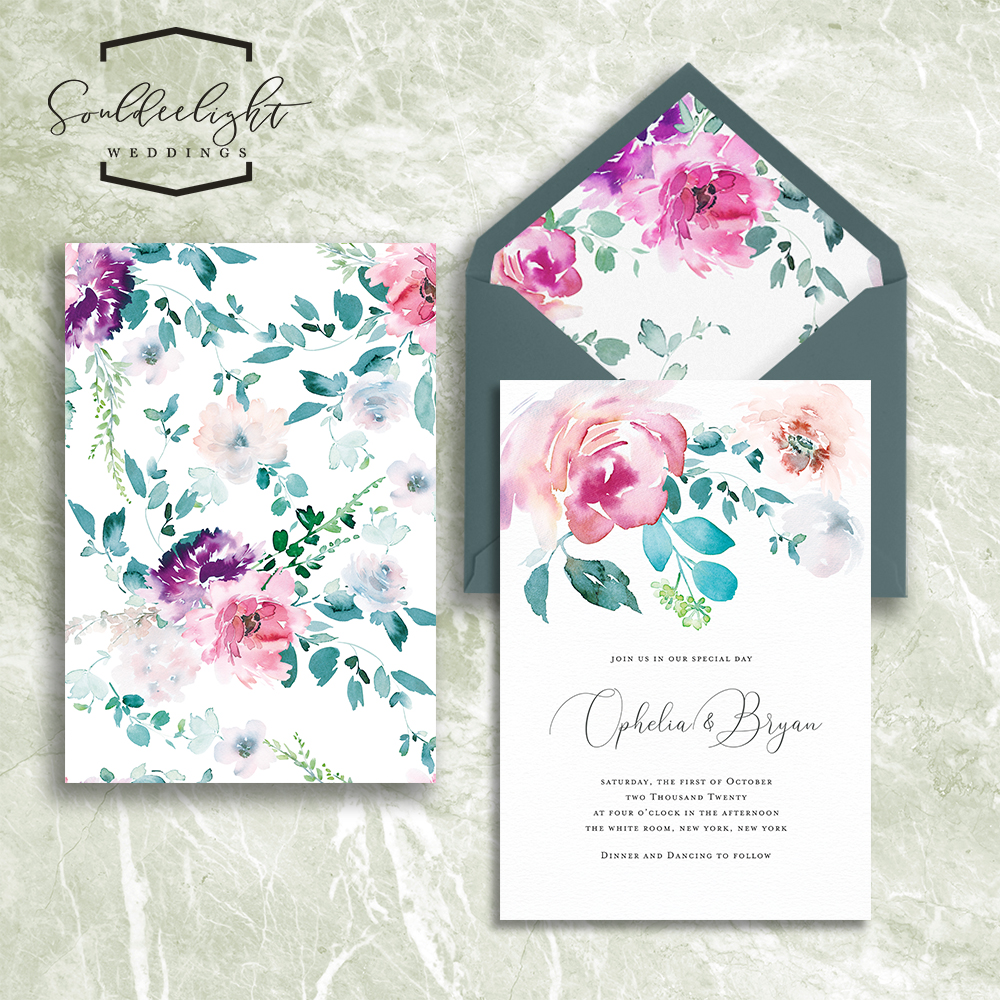 Souldeelight
WEDDINGS
JOIN US IN OUR SPECIAL DAY
Ophelia & Bryan
SATURDAY, THE FIRST OF OCTOBER
TWO THOUSAND TWENTY
AT FOUR O'CLOCK IN THE AFTERNOON
THE WHITE ROOM, NEW YORK, NEW YORK
DINNER AND DANCING TO FOLLOW